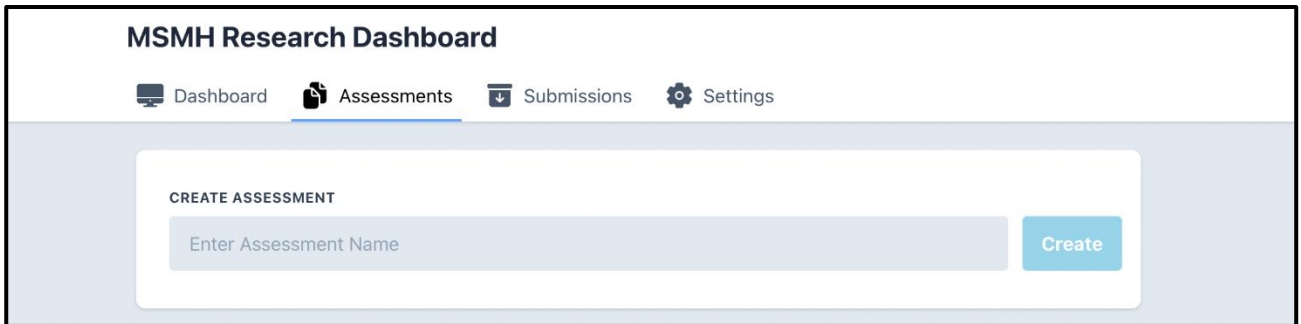 MSMH Research Dashboard
Dashboard Assessments Submissions Settings
CREATE ASSESSMENT
Enter Assessment Name Create